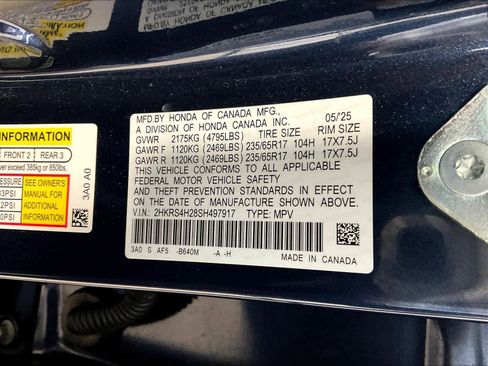 MFD.BY HONDA OF CANADA MFG.,
A DIVISION OF HONDA CANADA INC. 05/'25
GVWR 2175KG (4795LBS) TIRE SIZE RIM SIZE
GAWR F 1120KG (2469LBS) 235/65R17 104H 17X7.5J
GAWR R 1120KG (2469LBS) 235/65R17 104H 17X7.5J
THIS VEHICLE CONFORMS TO ALL APPLICABLE
FEDERAL MOTOR VEHICLE SAFETY
AND THEFT PREVENTION STANDARDS IN EFFECT
ON THE DATE OF MANUFACTURE SHOWN ABOVE.
V.I.N.: 2HKRS4H28SH497917 TYPE: MPV
3A0 S AF5 -B640M -A -H
MADE IN CANADA
INFORMATION
FRONT 2 REAR 3
exceed 385kg or 850lbs.
SEE OWNER'S
MANUAL FOR
ADDITIONAL
INFORMATION
3A0 A0